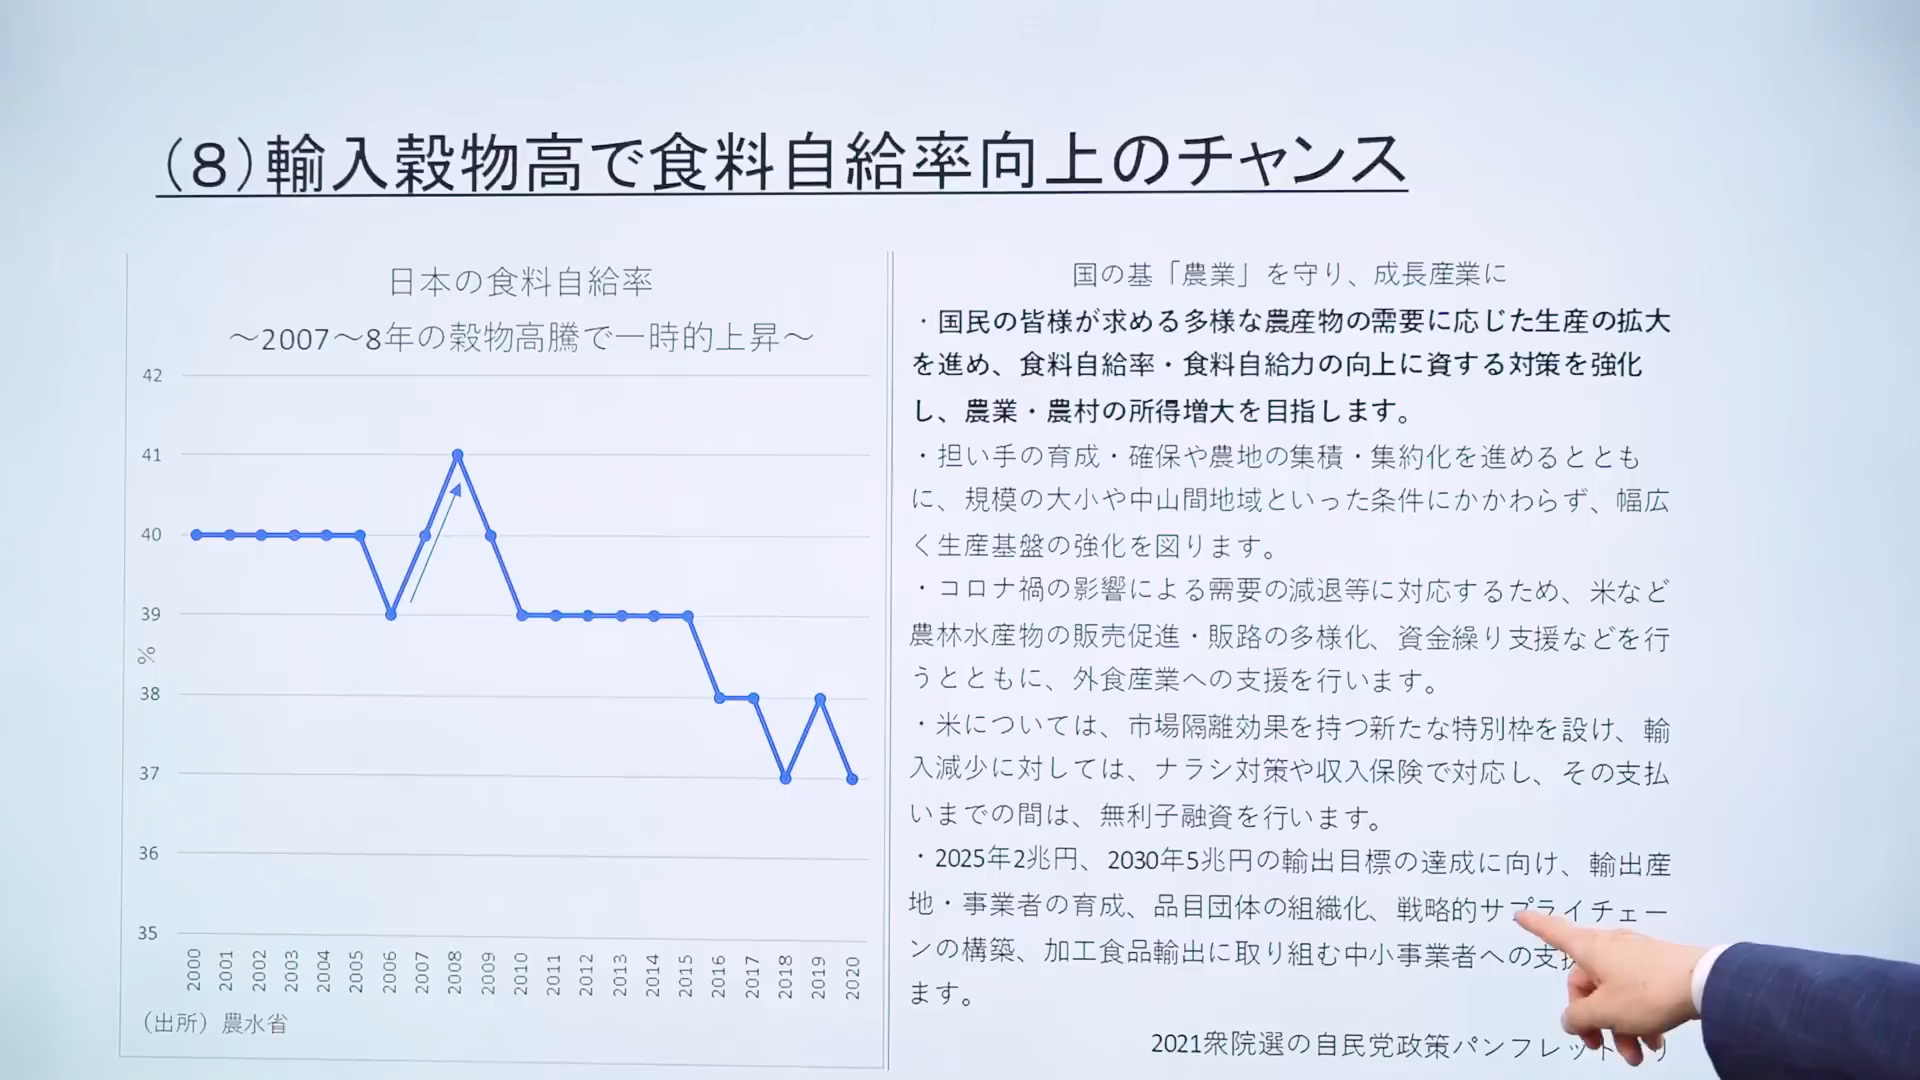 （８）輸入穀物高で食料自給率向上のチャンス
日本の食料自給率
～2007～8年の穀物高騰で一時的上昇～
42
41
40
39
%
38
37
36
35
2000 2001 2002 2003 2004 2005 2006 2007 2008 2009 2010 2011 2012 2013 2014 2015 2016 2017 2018 2019 2020
（出所）農水省
国の基「農業」を守り、成長産業に
・国民の皆様が求める多様な農産物の需要に応じた生産の拡大
を進め、食料自給率・食料自給力の向上に資する対策を強化
し、農業・農村の所得増大を目指します。
・担い手の育成・確保や農地の集積・集約化を進めるととも
に、規模の大小や中山間地域といった条件にかかわらず、幅広
く生産基盤の強化を図ります。
・コロナ禍の影響による需要の減退等に対応するため、米など
農林水産物の販売促進・販路の多様化、資金繰り支援などを行
うとともに、外食産業への支援を行います。
・米については、市場隔離効果を持つ新たな特別枠を設け、輸
入減少に対しては、ナラシ対策や収入保険で対応し、その支払
いまでの間は、無利子融資を行います。
・2025年2兆円、2030年5兆円の輸出目標の達成に向け、輸出産
地・事業者の育成、品目団体の組織化、戦略的サプライチェー
ンの構築、加工食品輸出に取り組む中小事業者への支
ます。
2021衆院選の自民党政策パンフレット